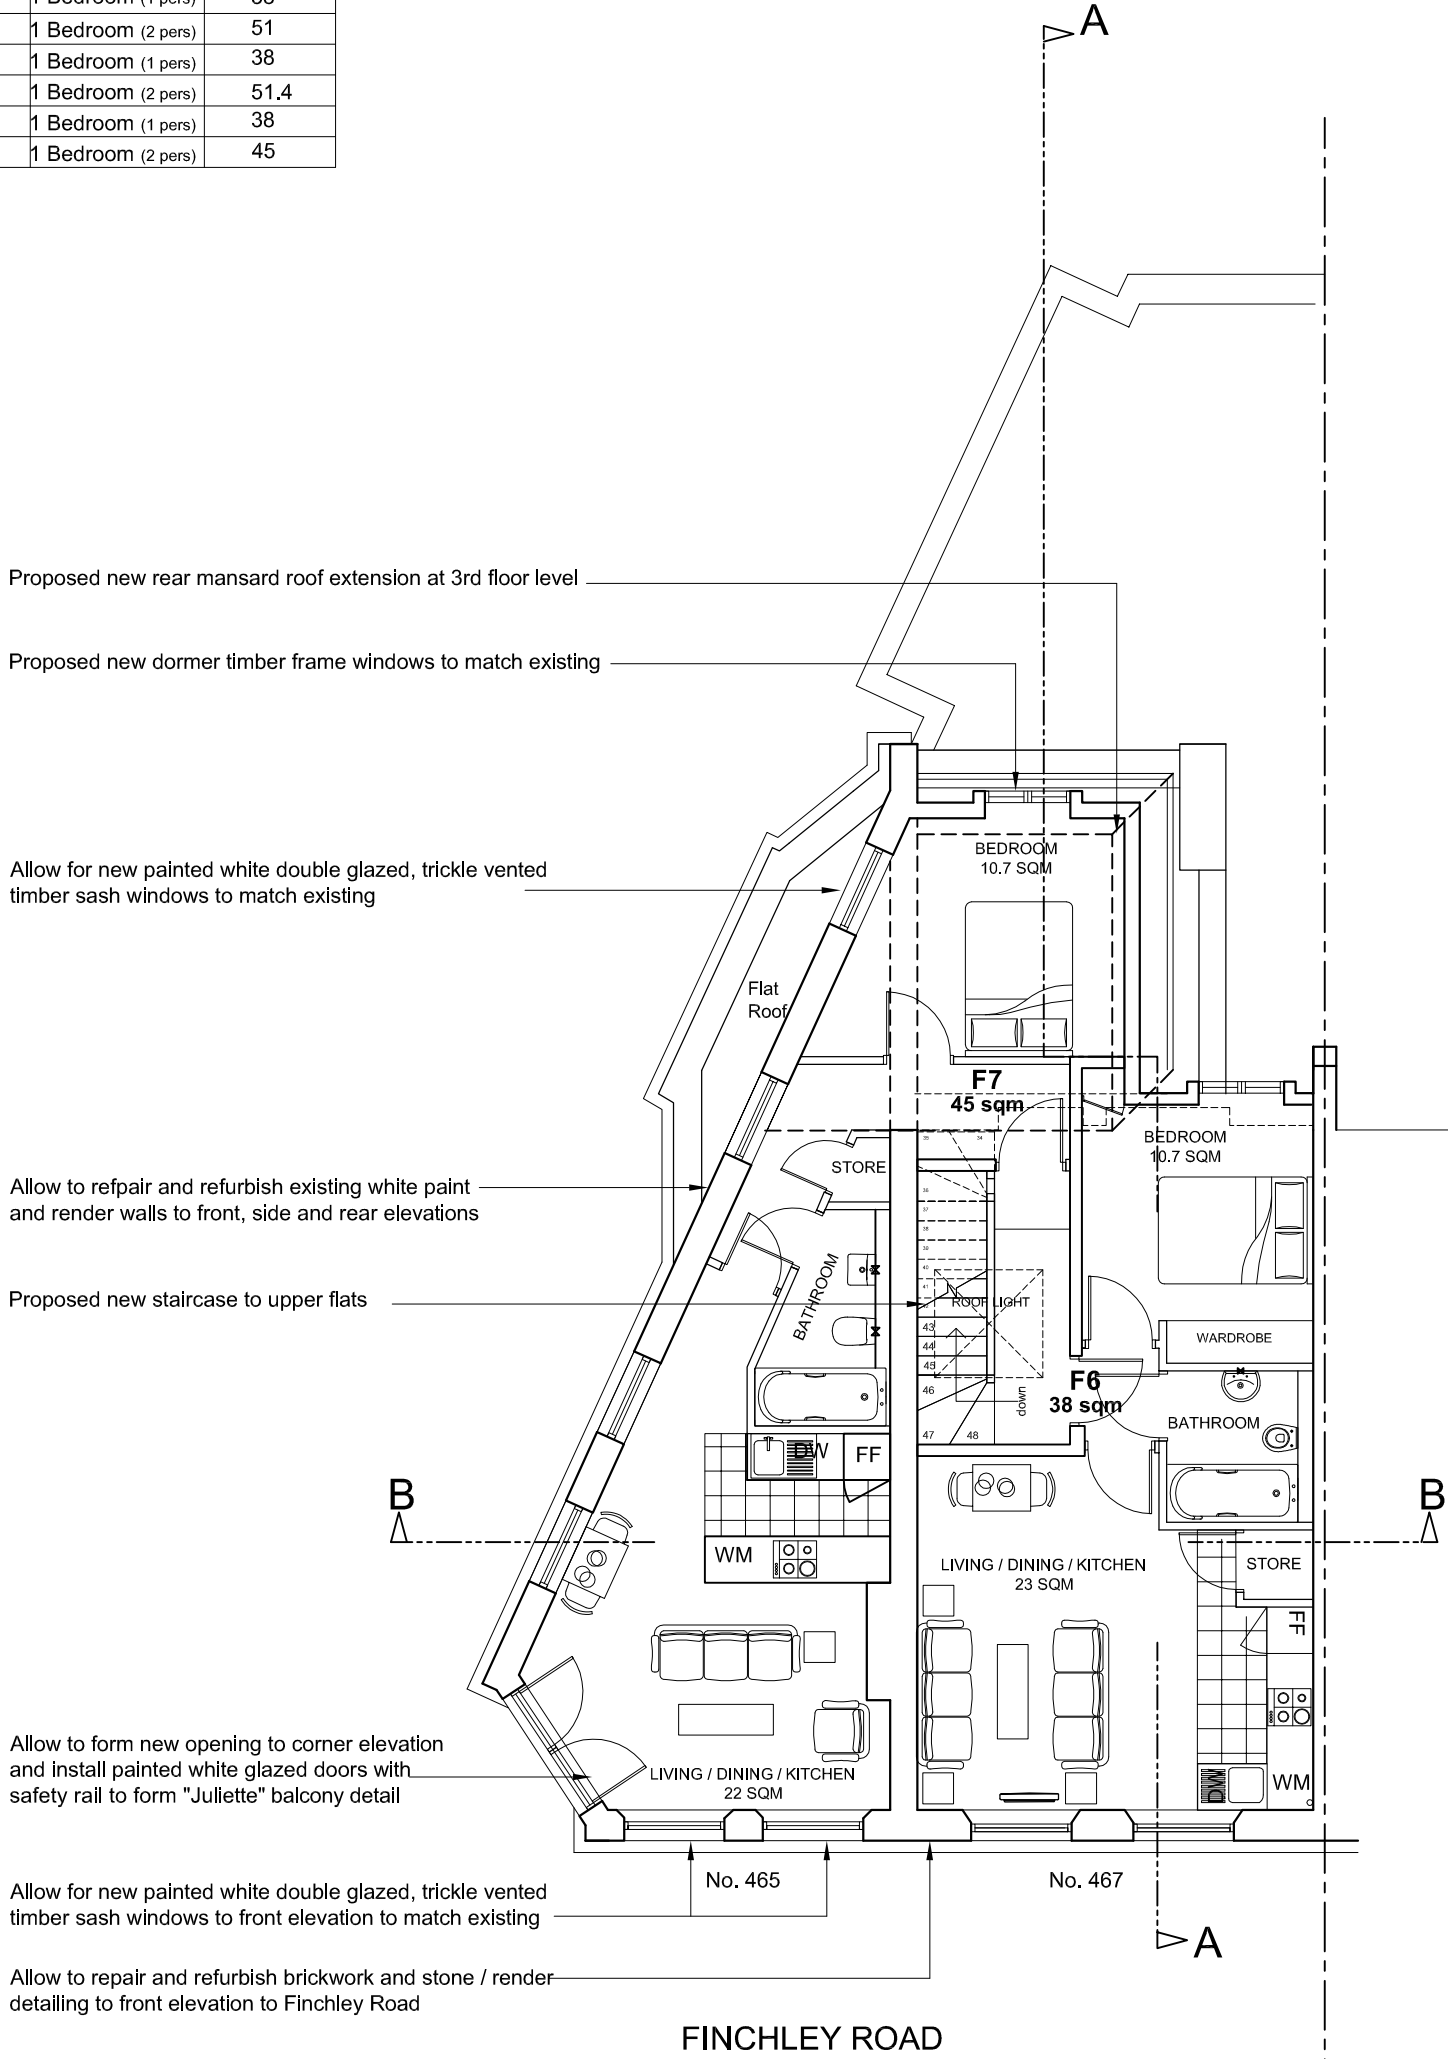 1 Bedroom (2 pers) 51
1 Bedroom (1 pers) 38
1 Bedroom (2 pers) 51.4
1 Bedroom (1 pers) 38
1 Bedroom (2 pers) 45
A
Proposed new rear mansard roof extension at 3rd floor level
Proposed new dormer timber frame windows to match existing
Allow for new painted white double glazed, trickle vented
timber sash windows to match existing
BEDROOM
10.7 SQM
Flat
Roof
F7
45 sqm
BEDROOM
10.7 SQM
35 34
STORE
Allow to refpair and refurbish existing white paint
and render walls to front, side and rear elevations
36
37
38
39
40
41
Proposed new staircase to upper flats
BATHROOM
ROOF LIGHT
43
44
45
46
47 48
down
WARDROBE
F6
38 sqm
BATHROOM
DW FF
B
B
WM
LIVING / DINING / KITCHEN
23 SQM
STORE
FF
Allow to form new opening to corner elevation
and install painted white glazed doors with
safety rail to form "Juliette" balcony detail
LIVING / DINING / KITCHEN
22 SQM
DW
WM
No. 465
No. 467
Allow for new painted white double glazed, trickle vented
timber sash windows to front elevation to match existing
A
Allow to repair and refurbish brickwork and stone / render
detailing to front elevation to Finchley Road
FINCHLEY ROAD